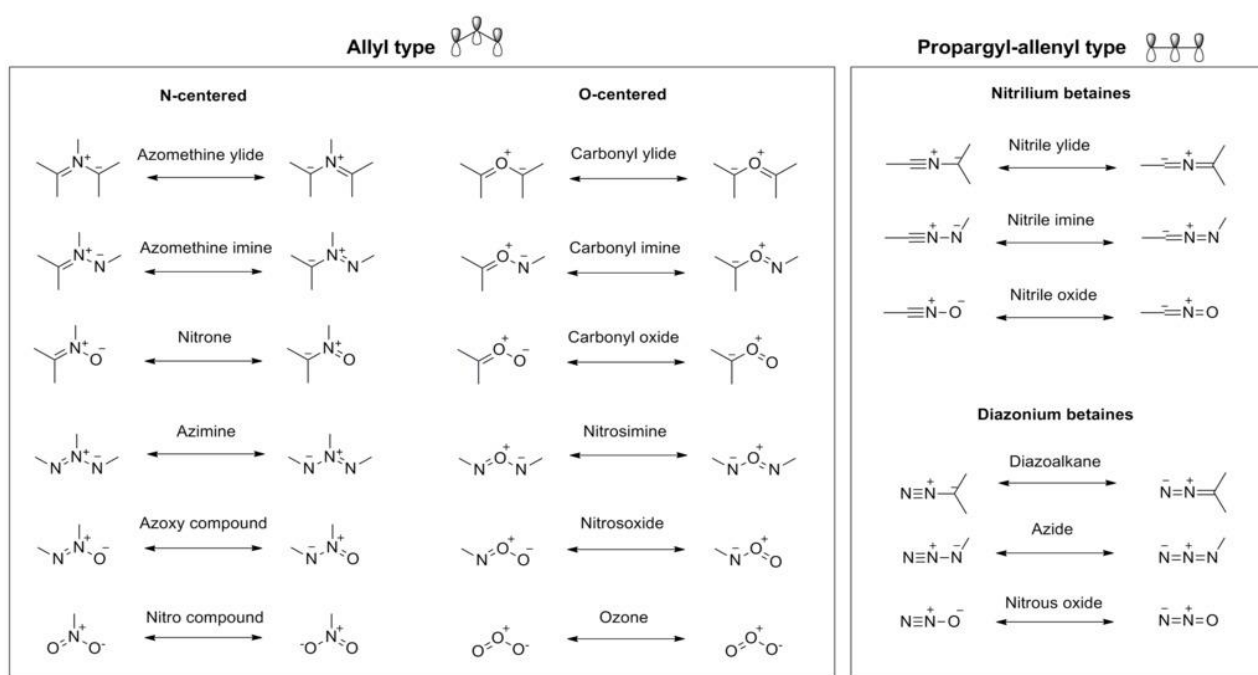 Allyl type
Propargyl-allenyl type
N-centered
O-centered
Nitrilium betaines
Azomethine ylide
N+ −
− N+
Carbonyl ylide
O+ −
− O+
Nitrile ylide
N+ −
− N+
Azomethine imine
N+ N−
− N+ N
Carbonyl imine
O+ N−
− O+ N
Nitrile imine
N+ N−
− N+ N
Nitrone
N+ O−
− N+ O
Carbonyl oxide
O+ O−
− O+ O
Nitrile oxide
N+ O−
− N+ O
Azimine
N N+ N−
N− N+ N
Nitrosimine
N O+ N−
N− O+ N
Diazonium betaines
Diazoalkane
N N+ −
N− N+
Azoxy compound
N N+ O−
N− N+ O
Nitrosoxide
N O+ O−
N− O+ O
Azide
N N+ N−
N− N+ N
Nitro compound
O N+ O-
-O N+ O
Ozone
O O+ O-
O O+ O-
Nitrous oxide
N N+ O−
N− N+ O